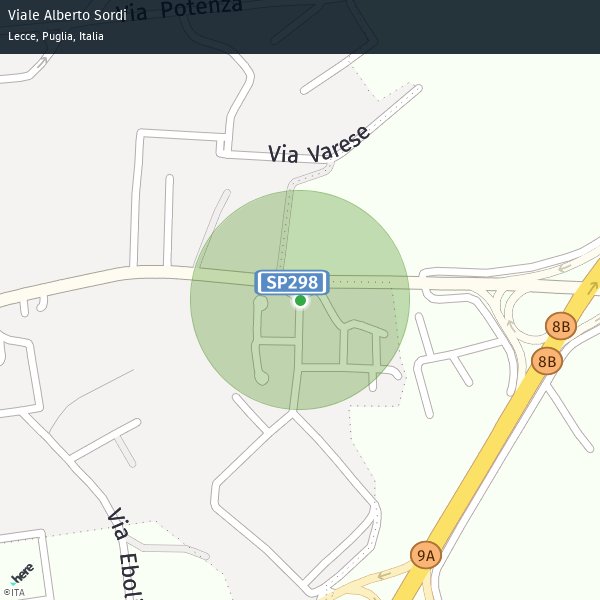 Viale Alberto Sordi
Via Potenza
Lecce, Puglia, Italia
Via Varese
SP298
8B
8B
Via Eboli
9A
here
©ITA